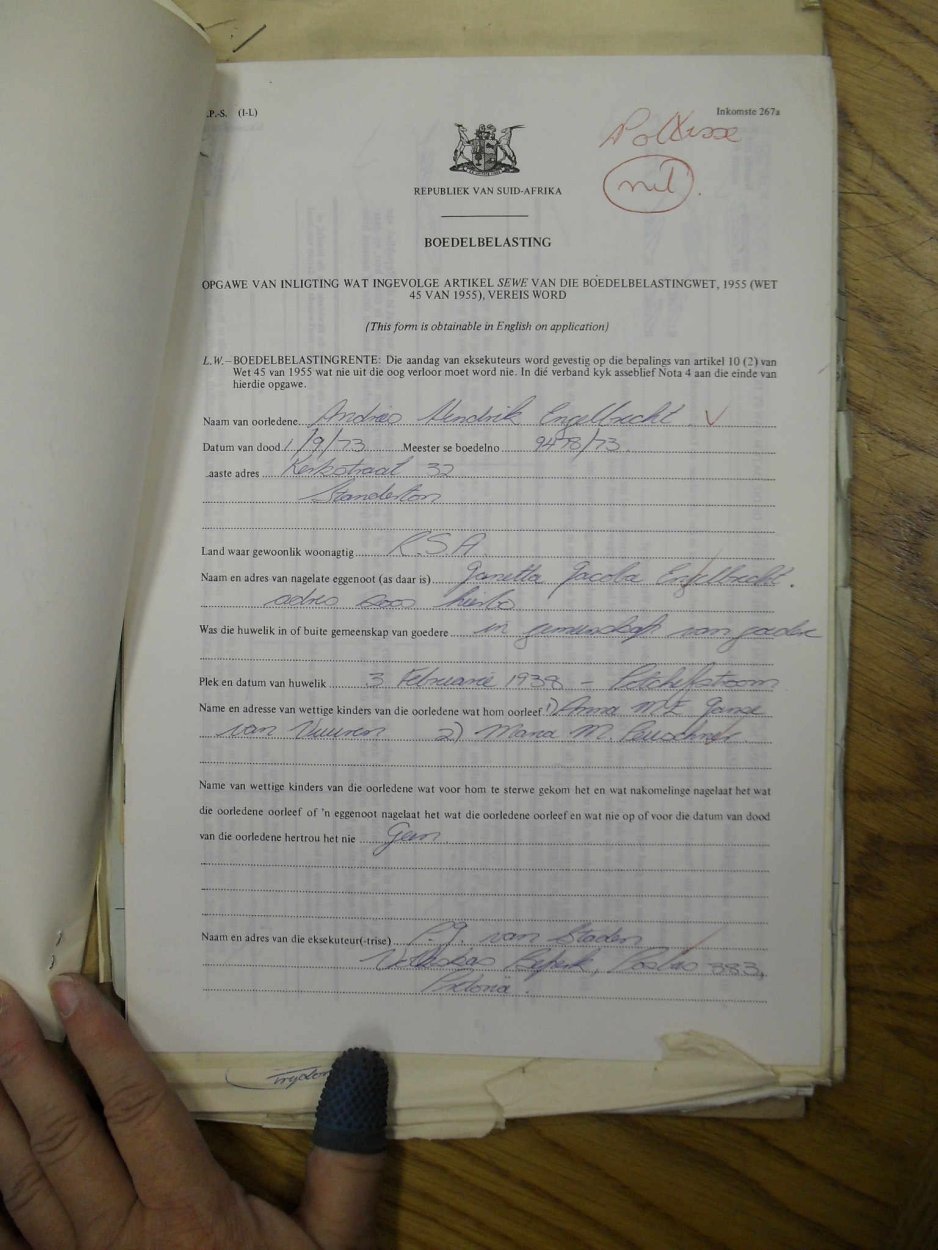 .P.-S. (I-L)
Inkomste 267a
Volkskas
nil.
REPUBLIEK VAN SUID-AFRIKA
BOEDELBELASTING
OPGAWE VAN INLIGTING WAT INGEVOLGE ARTIKEL SEWE VAN DIE BOEDELBELASTINGWET, 1955 (WET
45 VAN 1955), VEREIS WORD
(This form is obtainable in English on application)
L.W.–BOEDELBELASTINGRENTE: Die aandag van eksekuteurs word gevestig op die bepalings van artikel 10 (2) van
Wet 45 van 1955 wat nie uit die oog verloor moet word nie. In dié verband kyk asseblief Nota 4 aan die einde van
hierdie opgawe.
Naam van oorledene Andries Hendrik Engelbrecht
Datum van dood 1/9/73 Meester se boedelno 9478/73
aaste adres Kerkstraat 32
Standerton
Land waar gewoonlik woonagtig R.S.A.
Naam en adres van nagelate eggenoot (as daar is) Janetta Jacoba Engelbrecht.
adres soos hierbo
Was die huwelik in of buite gemeenskap van goedere in gemeenskap van goedere
Plek en datum van huwelik 3 Februarie 1938 – Potchefstroom
Name en adresse van wettige kinders van die oorledene wat hom oorleef 1) Anna M.E. Janse
van Vuuren 2) Maria M.
Name van wettige kinders van die oorledene wat voor hom te sterwe gekom het en wat nakomelinge nagelaat het wat
die oorledene oorleef of 'n eggenoot nagelaat het wat die oorledene oorleef en wat nie op of voor die datum van dood
van die oorledene hertrou het nie Geen
Naam en adres van die eksekuteur(-trise) P.J. van Staden
Volkskas Beperk, Posbus 383,
Pretoria.